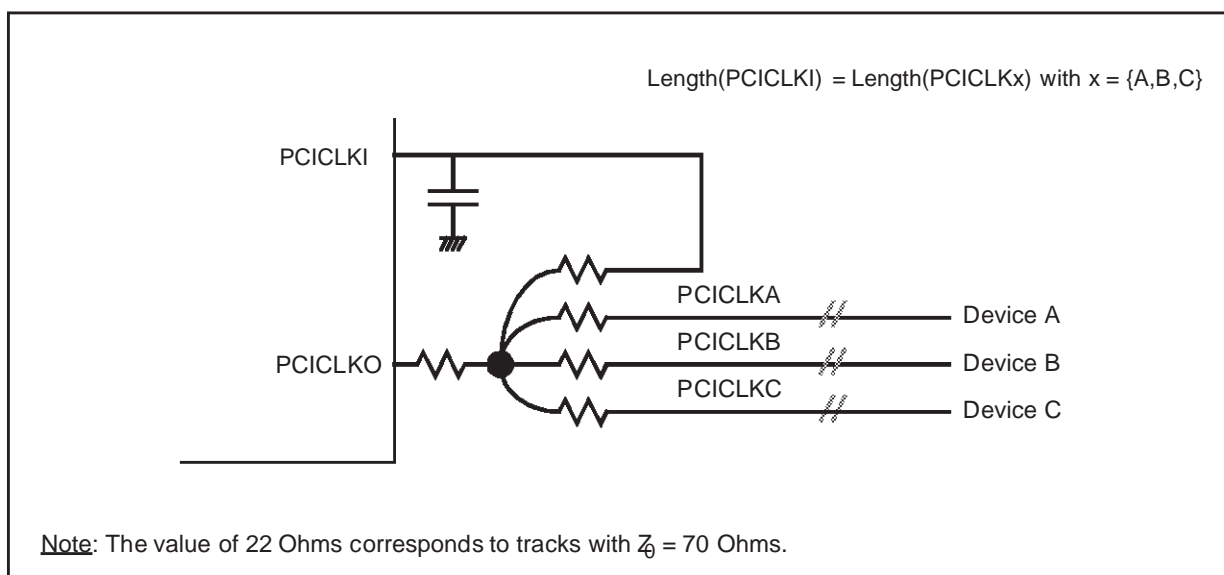 Length(PCICLKI) = Length(PCICLKx) with x = {A,B,C}
PCICLKI
PCICLKA
Device A
PCICLKB
PCICLKO
Device B
PCICLKC
Device C
Note: The value of 22 Ohms corresponds to tracks with Z0 = 70 Ohms.